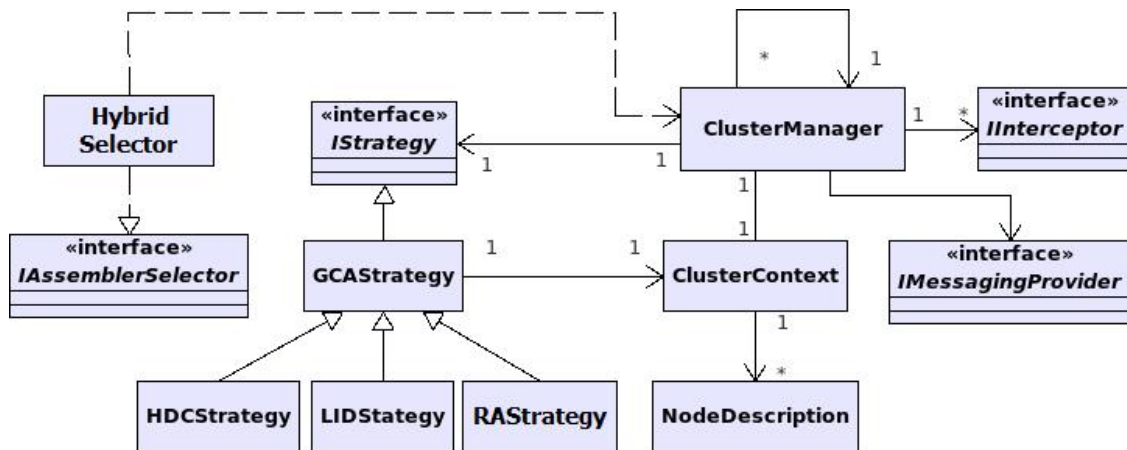 *
1
Hybrid
Selector
«interface»
IStrategy
ClusterManager
1
*
«interface»
IInterceptor
1
1
1
1
«interface»
IAssemblerSelector
GCAStrategy
1
1
ClusterContext
«interface»
IMessagingProvider
1
*
HDCStrategy
LIDStategy
RAStrategy
NodeDescription